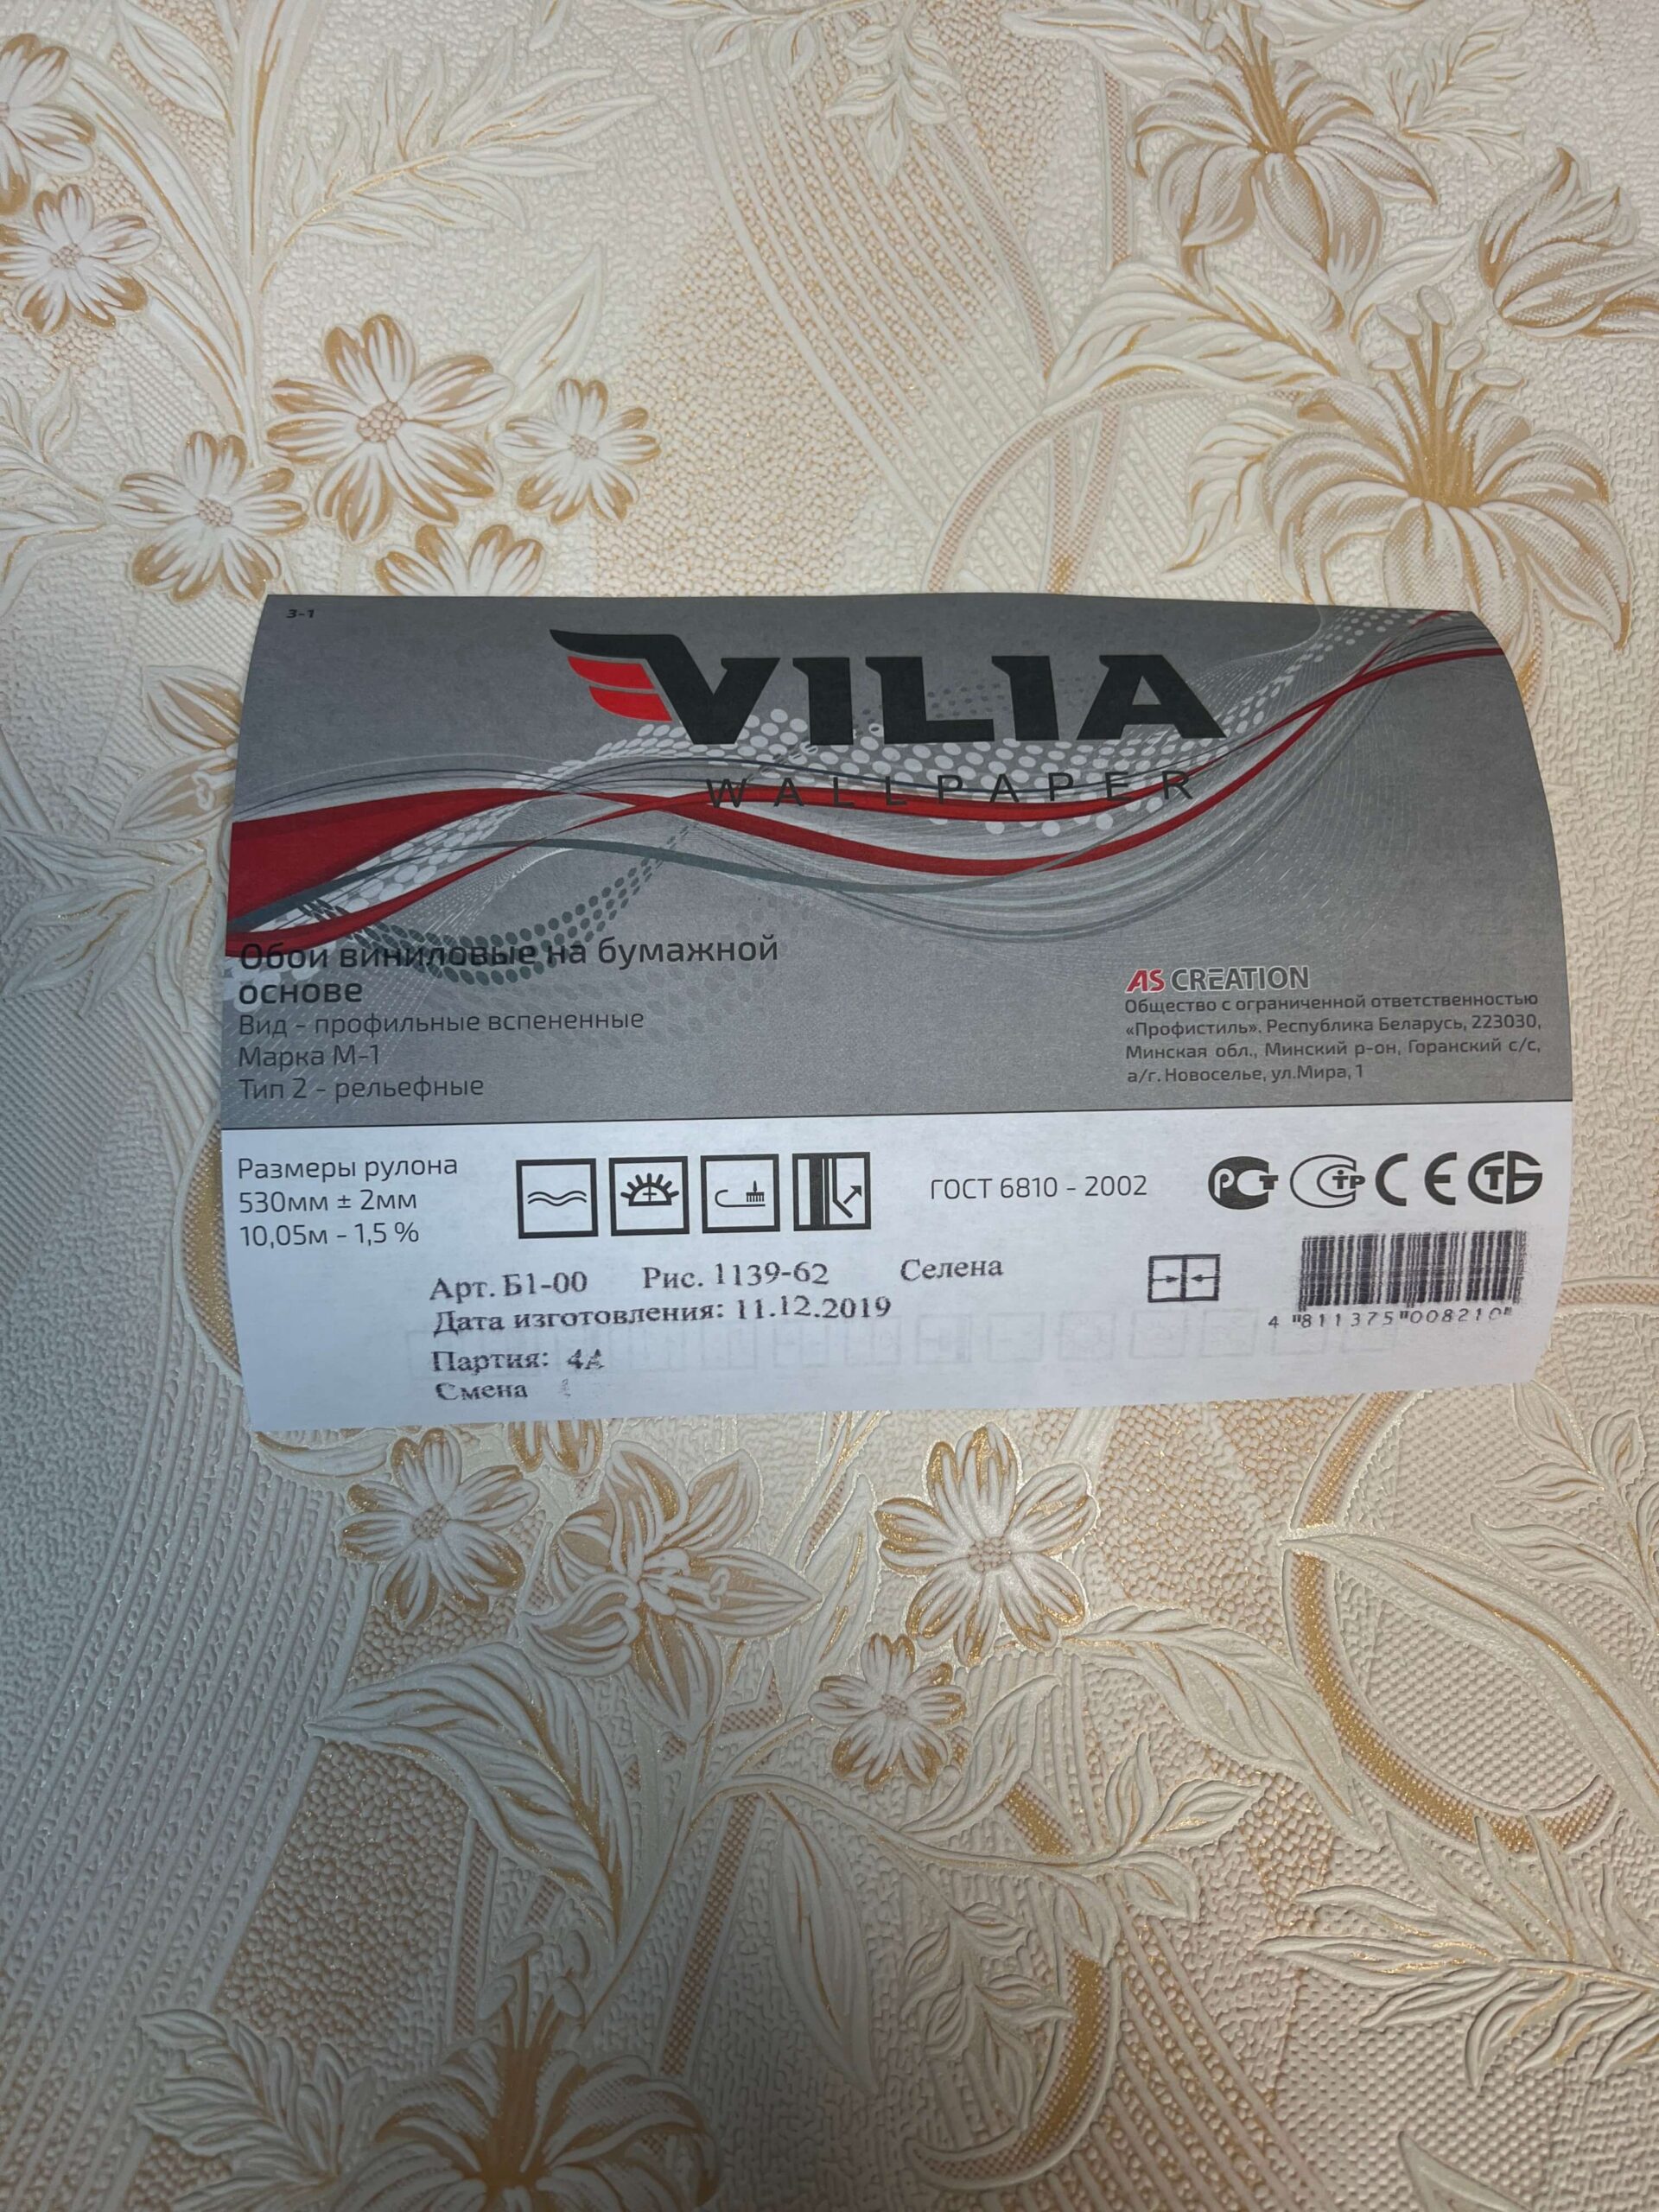 3-1
VILIA
WALLPAPER
Обои виниловые на бумажной
основе
Вид - профильные вспененные
Марка М-1
Тип 2 - рельефные
AS CREATION
Общество с ограниченной ответственностью
«Профистиль». Республика Беларусь, 223030,
Минская обл., Минский р-он, Горанский с/с,
а/г. Новоселье, ул.Мира, 1
Размеры рулона
530мм ± 2мм
10,05м - 1,5 %
ГОСТ 6810 - 2002
Арт. Б1-00 Рис. 1139-62 Селена
Дата изготовления: 11.12.2019
Партия: 4А
Смена
4 811375 008210